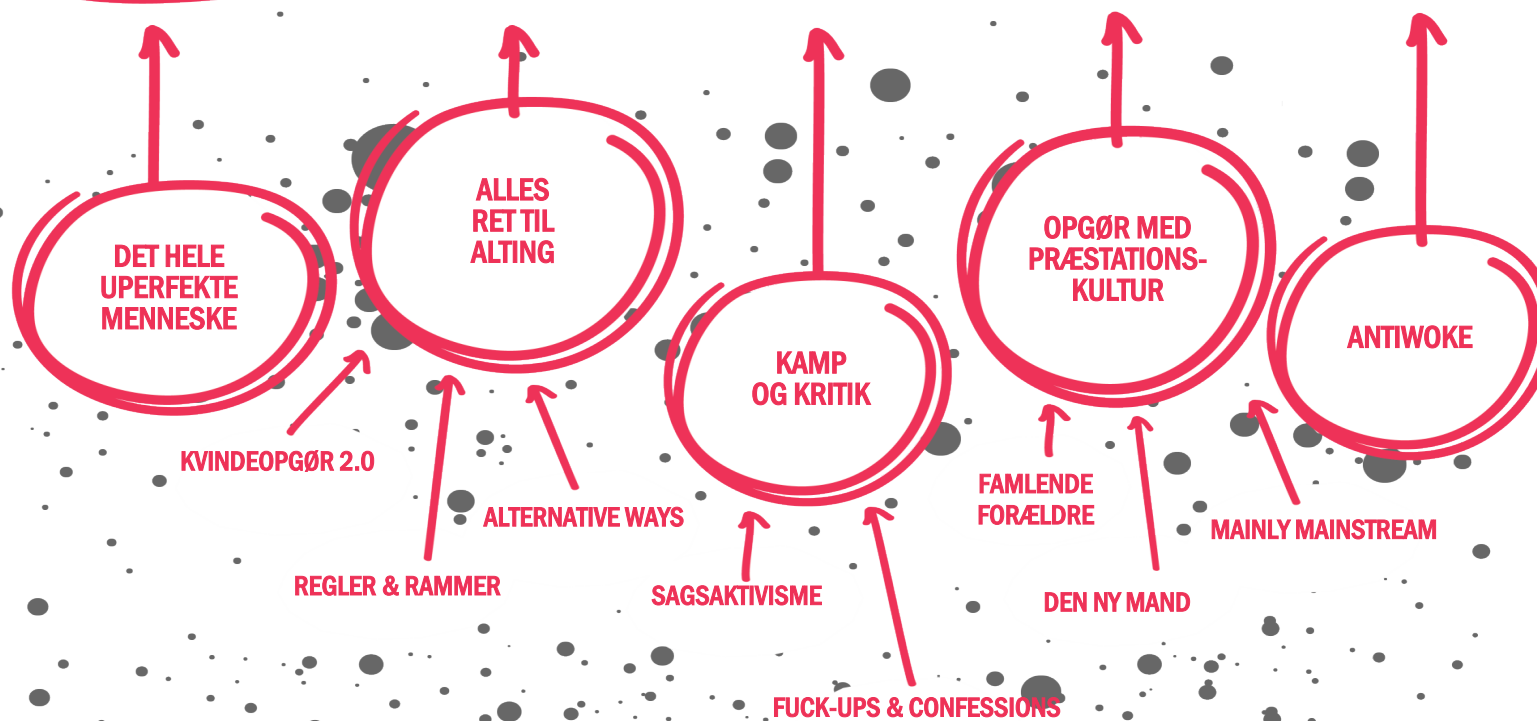 DET HELE
UPERFEKTE
MENNESKE
ALLES
RET TIL
ALTING
KAMP
OG KRITIK
OPGØR MED
PRÆSTATIONS-
KULTUR
ANTIWOKE
KVINDEOPGØR 2.0
REGLER & RAMMER
ALTERNATIVE WAYS
SAGSAKTIVISME
FUCK-UPS & CONFESSIONS
FAMLENDE
FORÆLDRE
DEN NY MAND
MAINLY MAINSTREAM